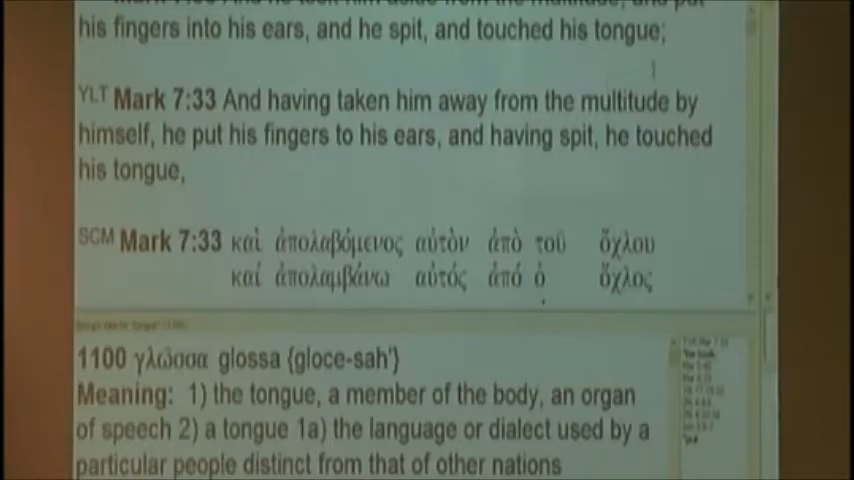 his fingers into his ears, and he spit, and touched his tongue;
YLT Mark 7:33 And having taken him away from the multitude by
himself, he put his fingers to his ears, and having spit, he touched
his tongue,
SCM Mark 7:33 καὶ ἀπολαβόμενος αὐτὸν ἀπὸ τοῦ ὄχλου
καί ἀπολαμβάνω αὐτός ἀπό ὁ ὄχλος
1100 γλῶσσα glossa {gloce-sah'}
Meaning: 1) the tongue, a member of the body, an organ
of speech 2) a tongue 1a) the language or dialect used by a
particular people distinct from that of other nations